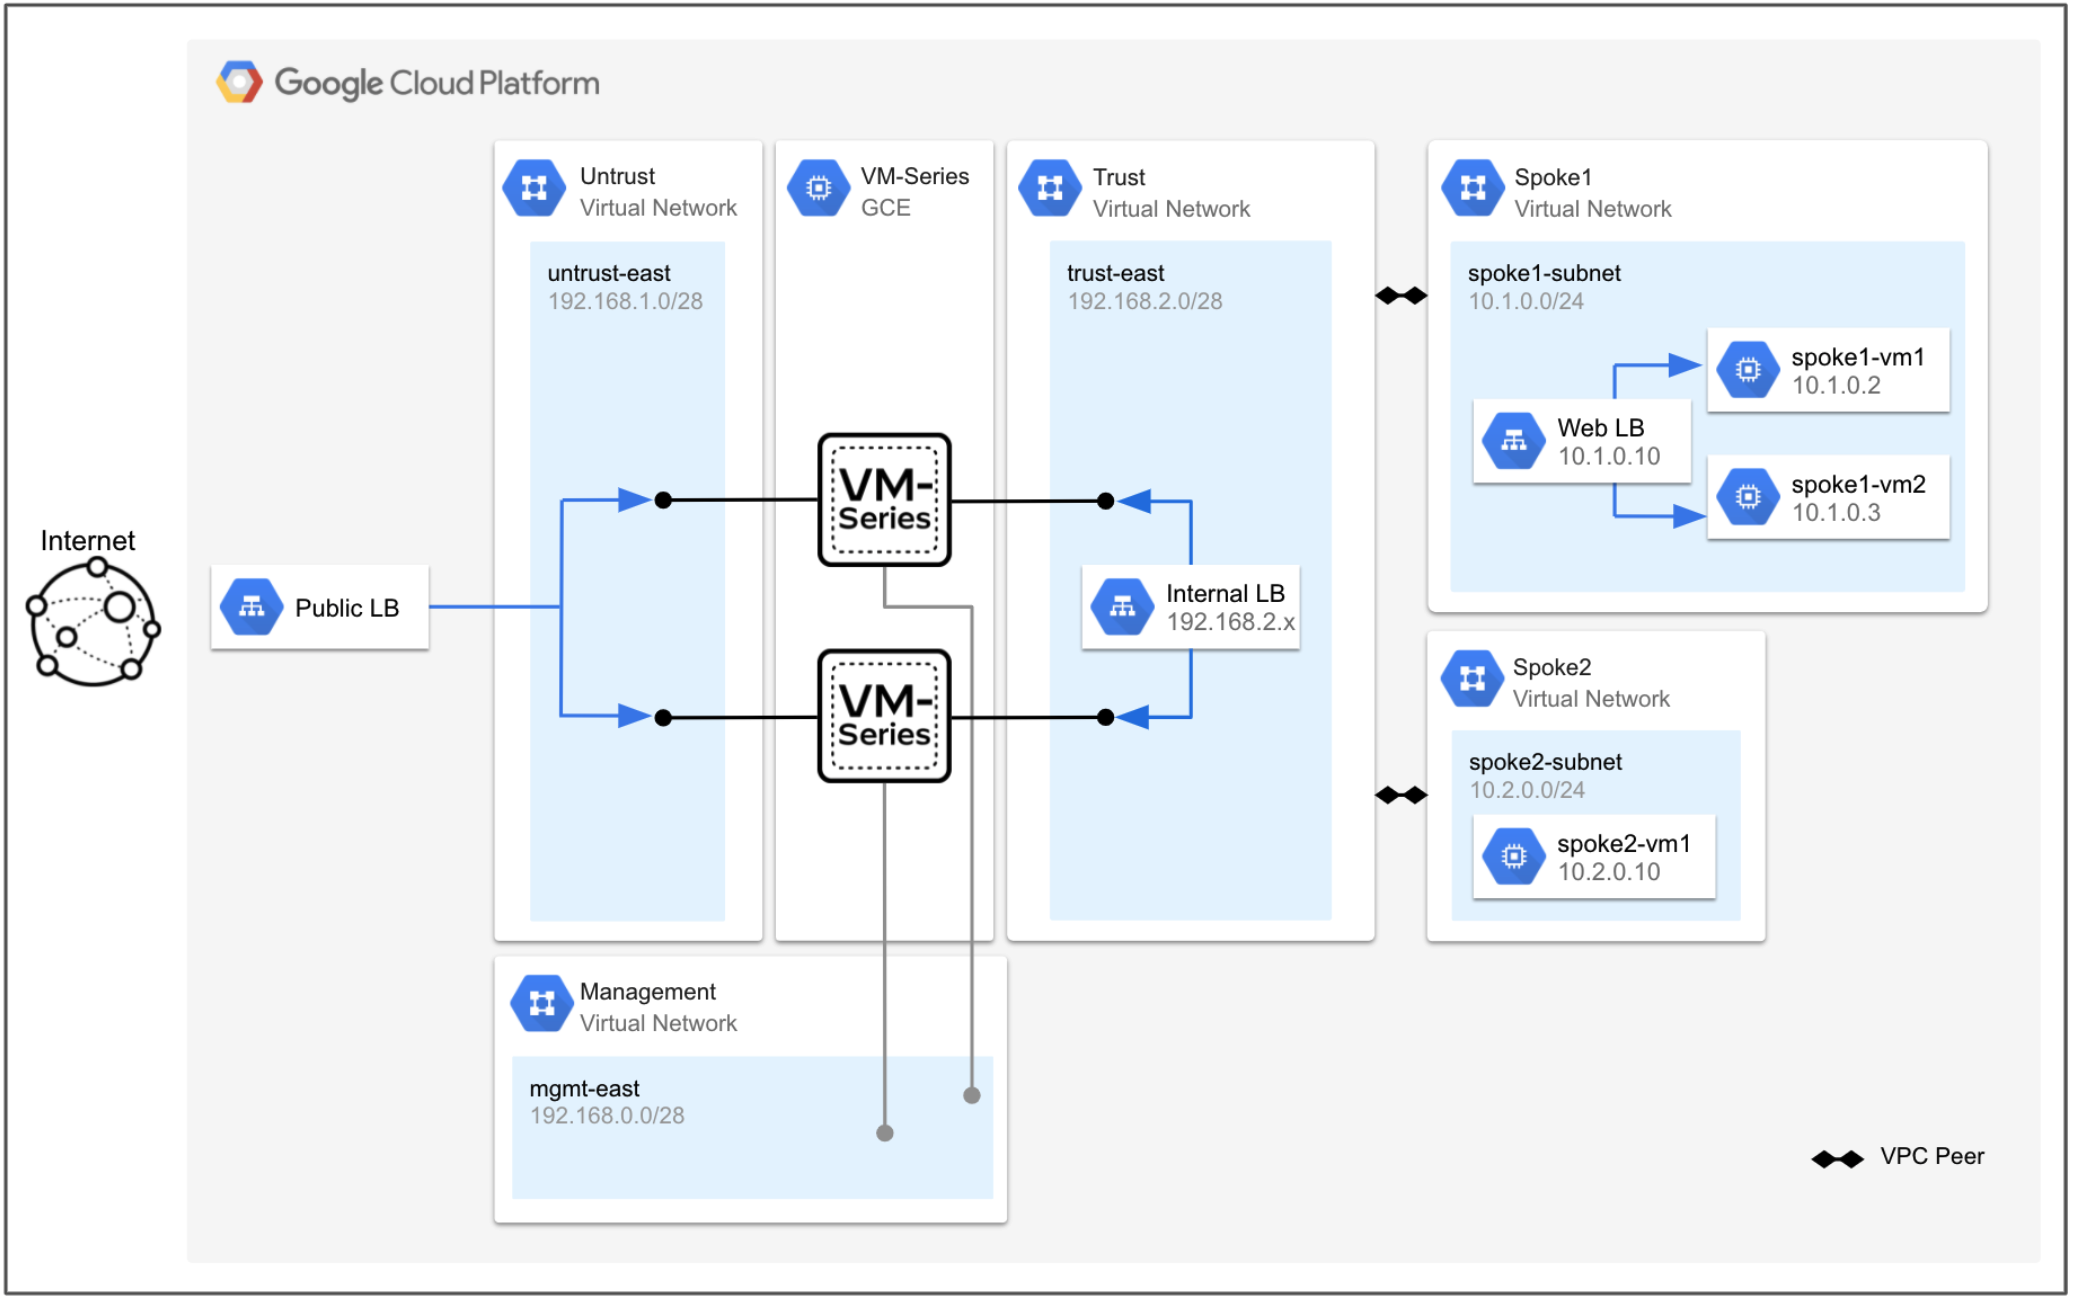 Google Cloud Platform
Untrust
Virtual Network
untrust-east
192.168.1.0/28
VM-Series
GCE
Trust
Virtual Network
trust-east
192.168.2.0/28
Spoke1
Virtual Network
spoke1-subnet
10.1.0.0/24
spoke1-vm1
10.1.0.2
Web LB
10.1.0.10
spoke1-vm2
10.1.0.3
Internet
Public LB
VM-
Series
VM-
Series
Internal LB
192.168.2.x
Spoke2
Virtual Network
spoke2-subnet
10.2.0.0/24
spoke2-vm1
10.2.0.10
Management
Virtual Network
mgmt-east
192.168.0.0/28
VPC Peer